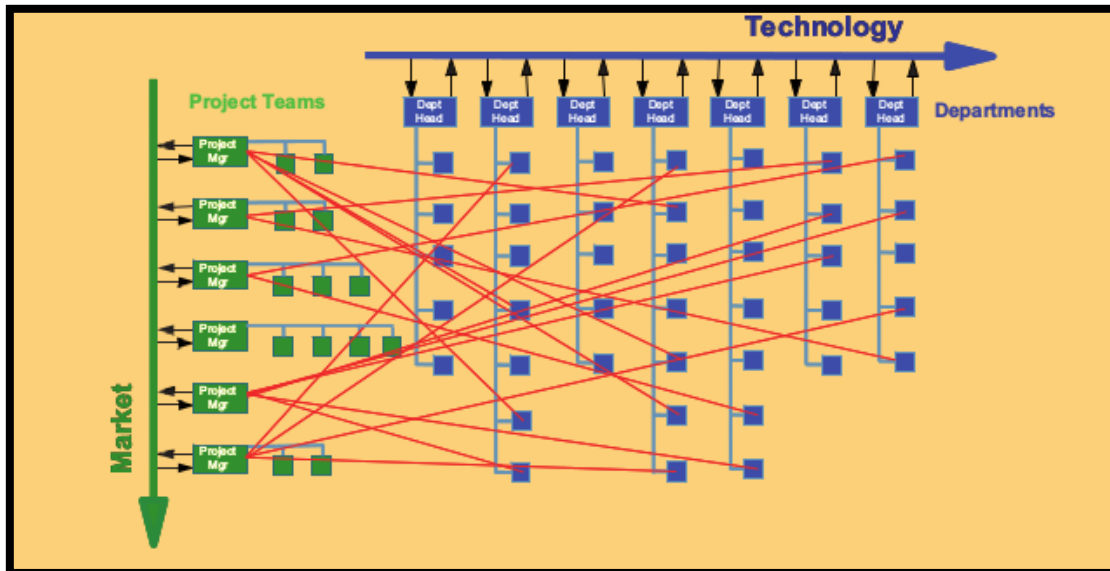 Technology
Project Teams
Dept
Head
Dept
Head
Dept
Head
Dept
Head
Dept
Head
Dept
Head
Dept
Head
Departments
Project
Mgr
Project
Mgr
Project
Mgr
Project
Mgr
Project
Mgr
Project
Mgr
Market